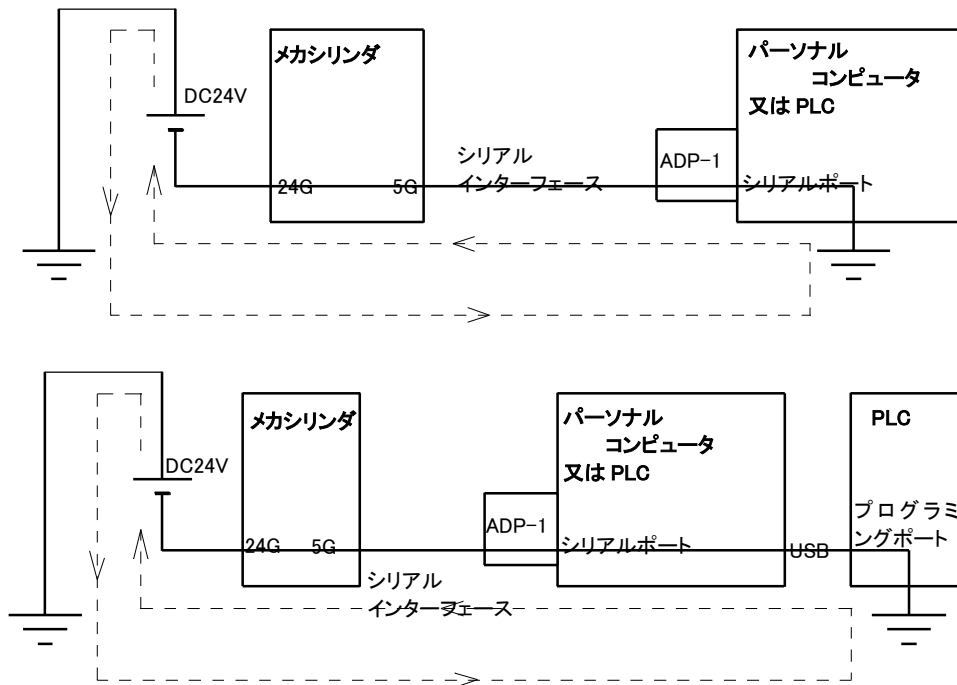 メカシリンダ
パーソナル
コンピュータ
又は PLC
DC24V
シリアル
インターフェース
ADP-1
24G
5G
シリアルポート
メカシリンダ
パーソナル
コンピュータ
又は PLC
PLC
DC24V
ADP-1
プログラミ
ングポート
24G
5G
シリアルポート
USB
シリアル
インターフェース